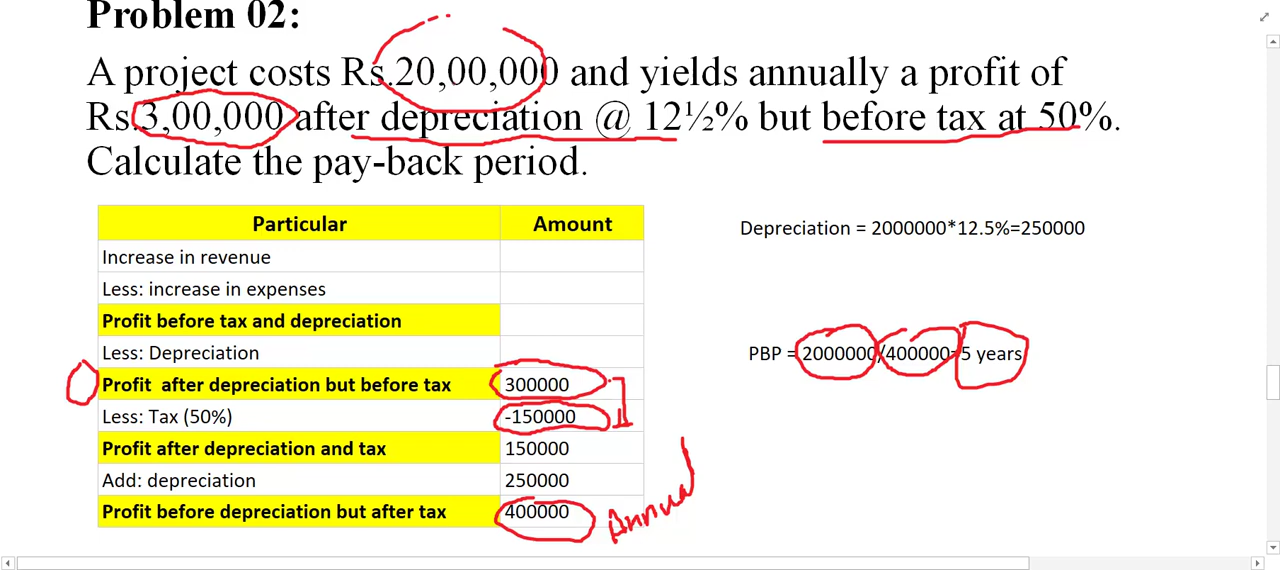 Problem 02:
A project costs Rs.20,00,000 and yields annually a profit of
Rs.3,00,000 after depreciation @ 12½% but before tax at 50%.
Calculate the pay-back period.
Particular Amount
Increase in revenue
Less: increase in expenses
Profit before tax and depreciation
Less: Depreciation
Profit after depreciation but before tax 300000
Less: Tax (50%) -150000
Profit after depreciation and tax 150000
Add: depreciation 250000
Profit before depreciation but after tax 400000
Annual
Depreciation = 2000000*12.5%=250000
PBP = 2000000/400000=5 years